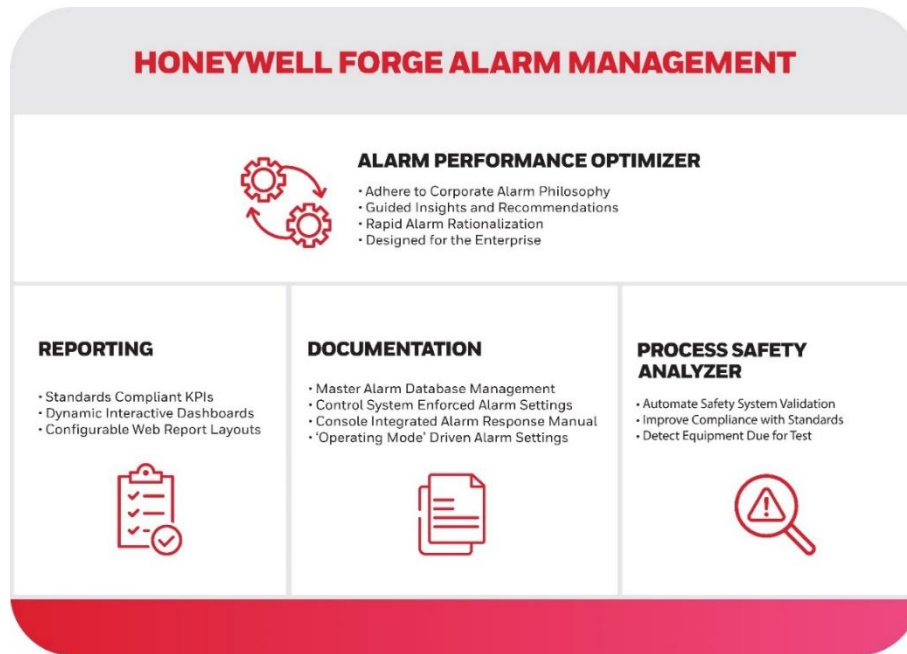 HONEYWELL FORGE ALARM MANAGEMENT
ALARM PERFORMANCE OPTIMIZER
• Adhere to Corporate Alarm Philosophy
• Guided Insights and Recommendations
• Rapid Alarm Rationalization
• Designed for the Enterprise
REPORTING
• Standards Compliant KPIs
• Dynamic Interactive Dashboards
• Configurable Web Report Layouts
DOCUMENTATION
• Master Alarm Database Management
• Control System Enforced Alarm Settings
• Console Integrated Alarm Response Manual
• ‘Operating Mode’ Driven Alarm Settings
PROCESS SAFETY
ANALYZER
• Automate Safety System Validation
• Improve Compliance with Standards
• Detect Equipment Due for Test